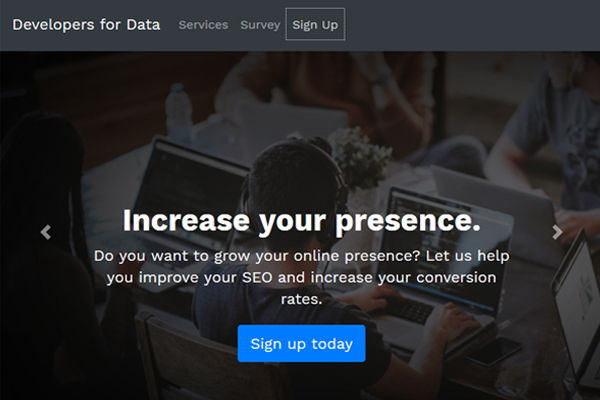 Developers for Data Services Survey Sign Up
Increase your presence.
Do you want to grow your online presence? Let us help
you improve your SEO and increase your conversion
rates.
Sign up today